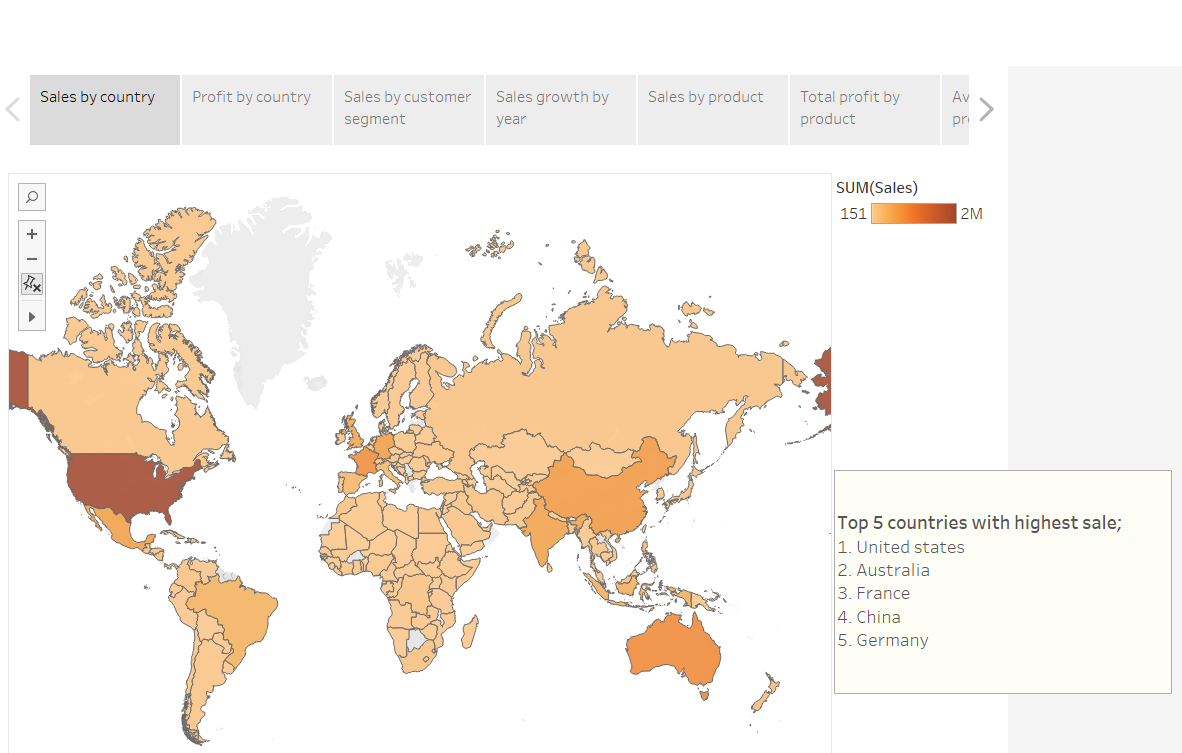 Sales by country
Profit by country
Sales by customer
segment
Sales growth by
year
Sales by product
Total profit by
product
Av
pr
SUM(Sales)
151
2M
Top 5 countries with highest sale;
1. United states
2. Australia
3. France
4. China
5. Germany